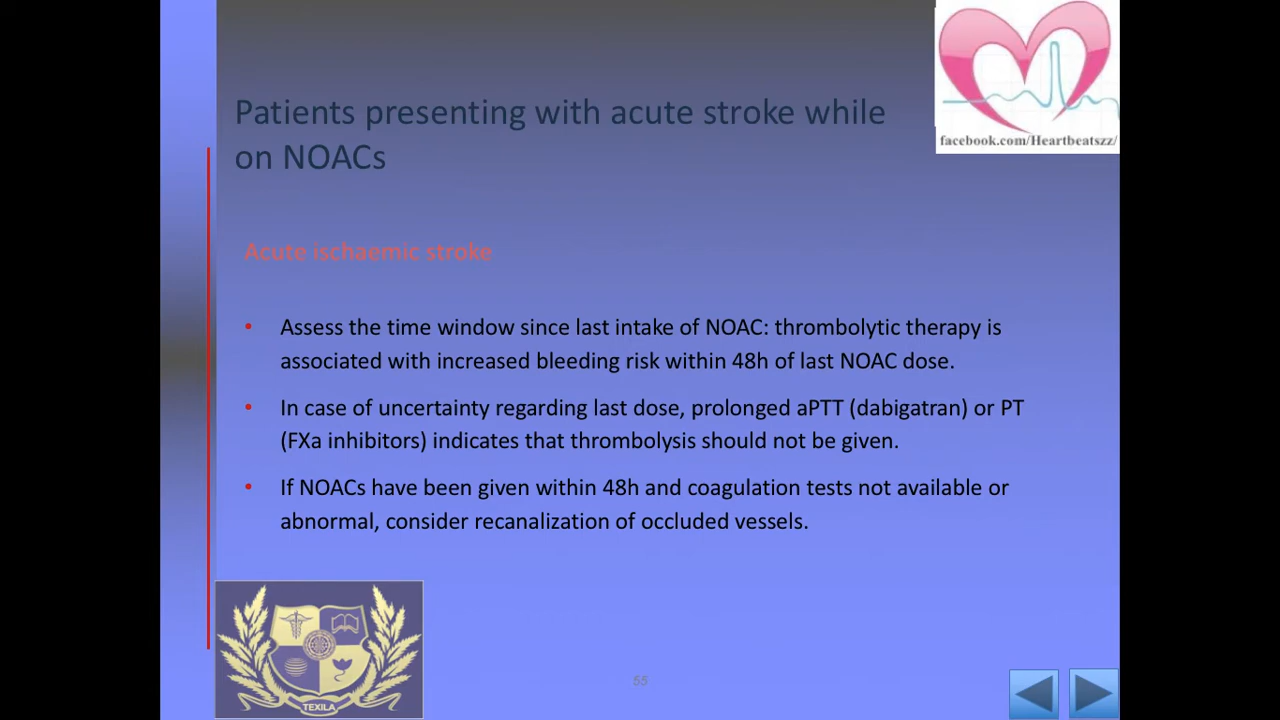 facebook.com/Heartbeatszz/
Patients presenting with acute stroke while
on NOACs
Acute ischaemic stroke
• Assess the time window since last intake of NOAC: thrombolytic therapy is
associated with increased bleeding risk within 48h of last NOAC dose.
• In case of uncertainty regarding last dose, prolonged aPTT (dabigatran) or PT
(FXa inhibitors) indicates that thrombolysis should not be given.
• If NOACs have been given within 48h and coagulation tests not available or
abnormal, consider recanalization of occluded vessels.
TEXILA
55